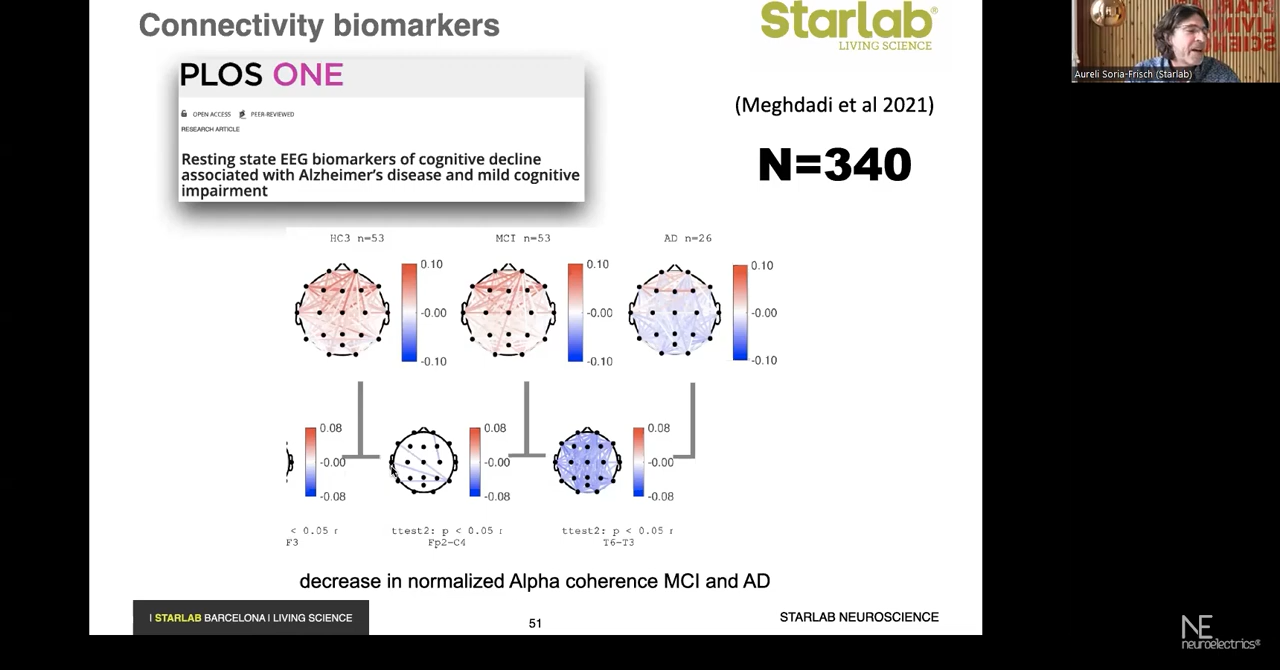 Connectivity biomarkers
Starlab®
LIVING SCIENCE
Aureli Soria-Frisch (Starlab)
PLOS ONE
OPEN ACCESS PEER-REVIEWED
RESEARCH ARTICLE
Resting state EEG biomarkers of cognitive decline
associated with Alzheimer's disease and mild cognitive
impairment
(Meghdadi et al 2021)
N=340
HC3 n=53 MCI n=53 AD n=26
0.10 0.10 0.10
-0.00 -0.00 -0.00
-0.10 -0.10 -0.10
0.08 0.08 0.08
-0.00 -0.00 -0.00
-0.08 -0.08 -0.08
< 0.05 ttest2: p < 0.05 ttest2: p < 0.05
F3 Fp2-C4 T6-T3
decrease in normalized Alpha coherence MCI and AD
| STARLAB BARCELONA | LIVING SCIENCE
51
STARLAB NEUROSCIENCE
NE
neuroelectrics®